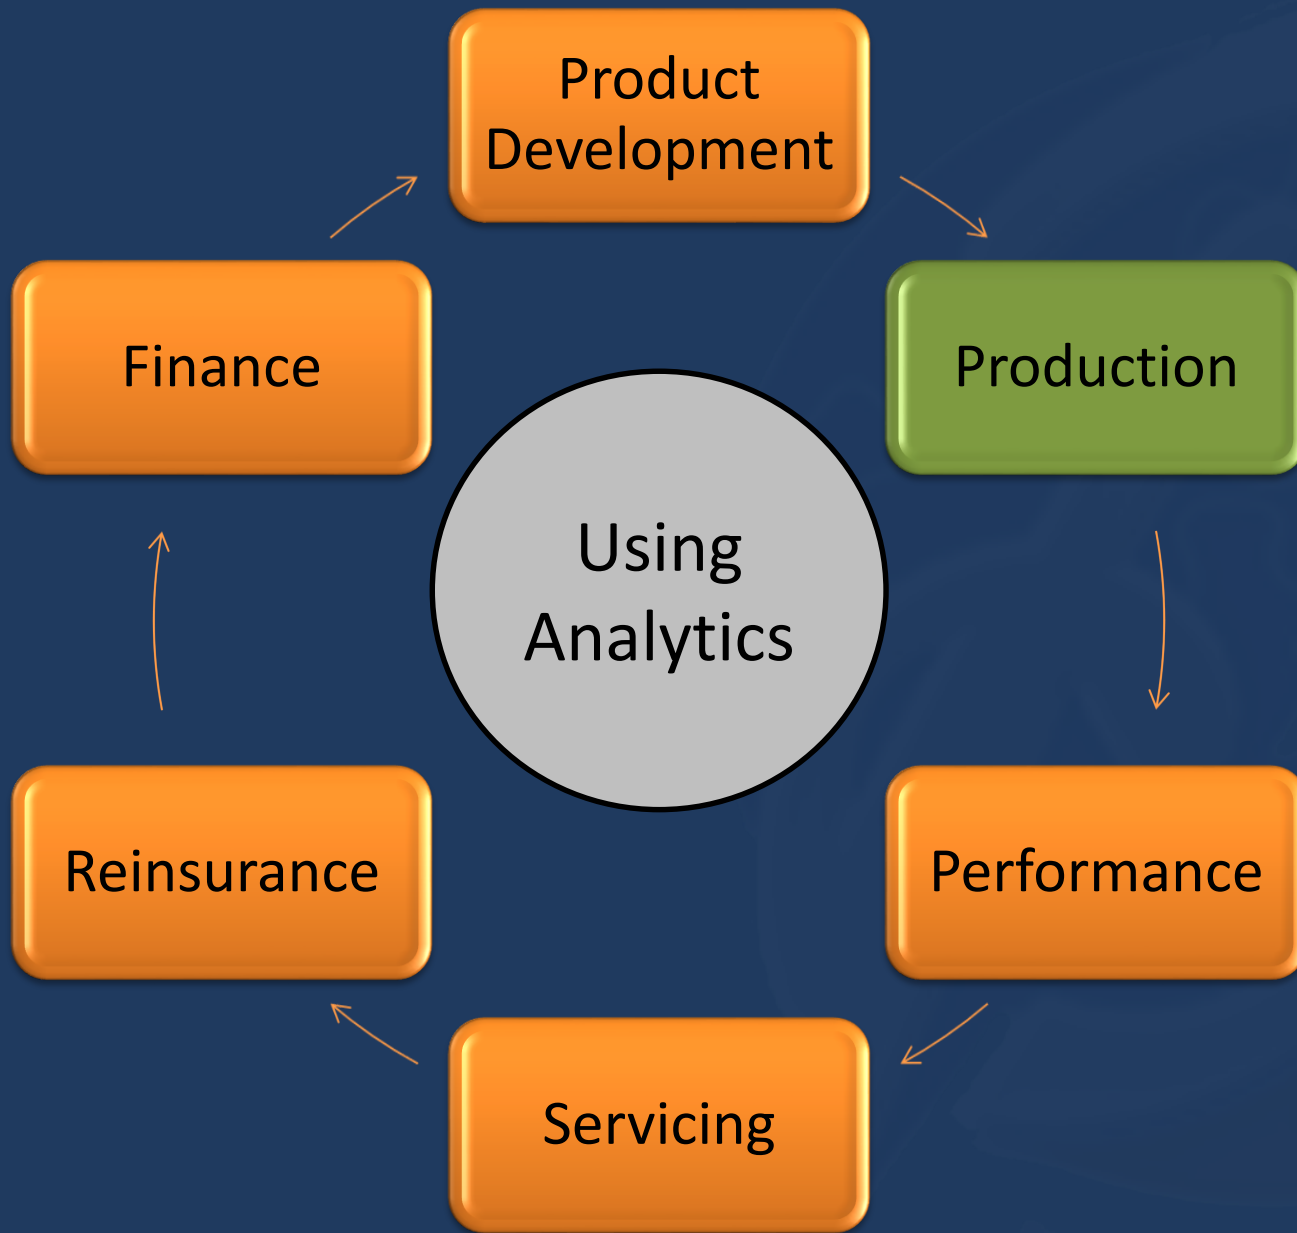 Product
Development
Finance
Production
Using
Analytics
Reinsurance
Performance
Servicing